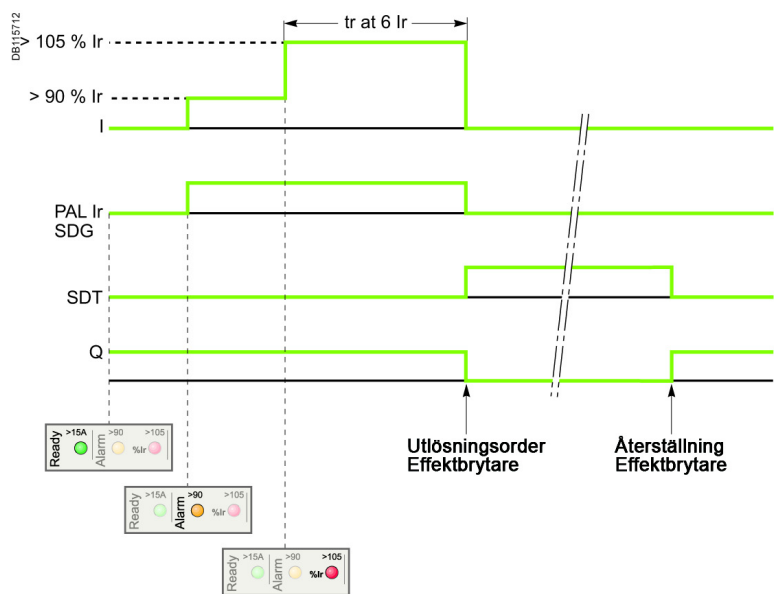 DB115712
tr at 6 Ir
> 105 % Ir
> 90 % Ir
I
PAL Ir
SDG
SDT
Q
Utlösningsorder
Effektbrytare
Återställning
Effektbrytare
Ready >15A Alarm >90 >105 %Ir
Ready >15A Alarm >90 %Ir >105
Ready >15A Alarm >90 %Ir >105